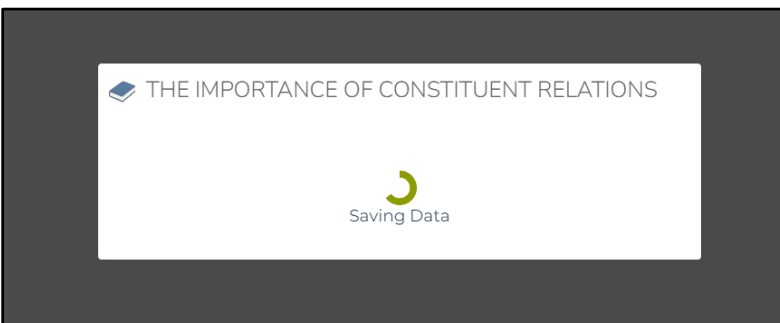 THE IMPORTANCE OF CONSTITUENT RELATIONS
Saving Data